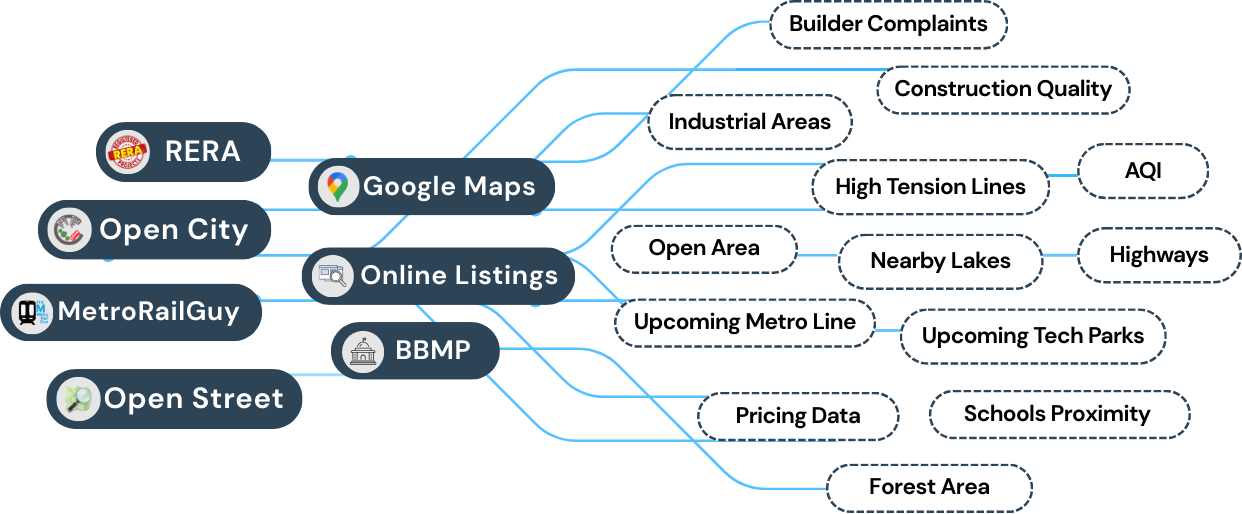 Builder Complaints
Construction Quality
Industrial Areas
RERA
RERA
Google Maps
High Tension Lines
AQI
Open City
Open Area
Nearby Lakes
Highways
Online Listings
MetroRailGuy
Upcoming Metro Line
Upcoming Tech Parks
BBMP
Open Street
Pricing Data
Schools Proximity
Forest Area